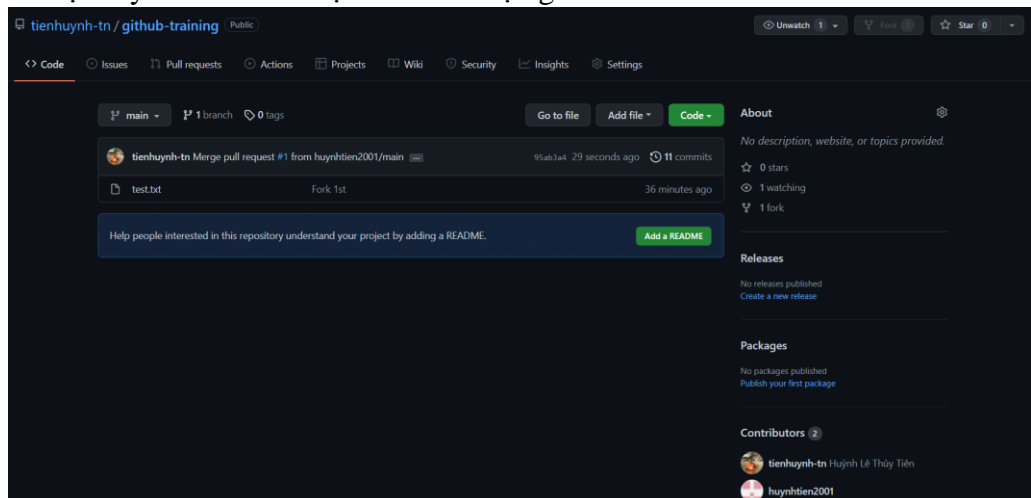 tienhuynh-tn / github-training Public
Unwatch 1 Fork 1 Star 0
Code Issues Pull requests Actions Projects Wiki Security Insights Settings
main 1 branch 0 tags Go to file Add file Code
tienhuynh-tn Merge pull request #1 from huynhtien2001/main ... 95ab3a4 29 seconds ago 11 commits
test.txt Fork 1st 36 minutes ago
Help people interested in this repository understand your project by adding a README. Add a README
About
No description, website, or topics provided.
0 stars
1 watching
1 fork
Releases
No releases published
Create a new release
Packages
No packages published
Publish your first package
Contributors 2
tienhuynh-tn Huỳnh Lê Thủy Tiên
huynhtien2001